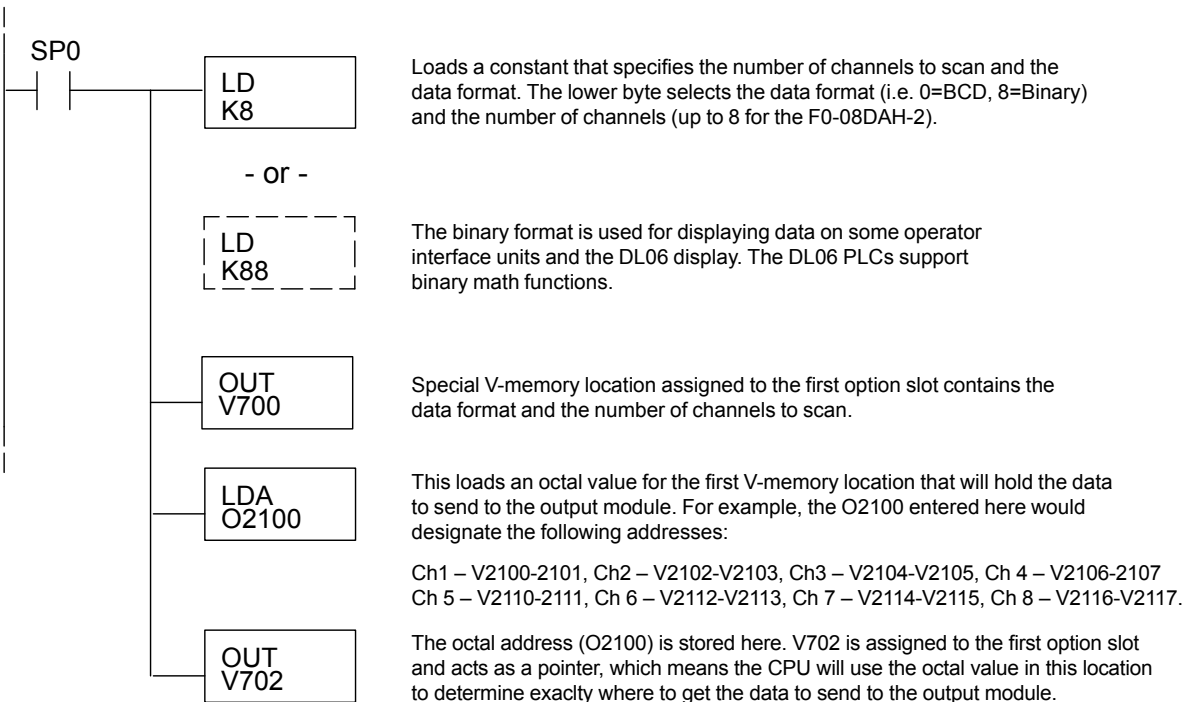 SP0
LD
K8
Loads a constant that specifies the number of channels to scan and the
data format. The lower byte selects the data format (i.e. 0=BCD, 8=Binary)
and the number of channels (up to 8 for the F0-08DAH-2).
- or -
LD
K88
The binary format is used for displaying data on some operator
interface units and the DL06 display. The DL06 PLCs support
binary math functions.
OUT
V700
Special V-memory location assigned to the first option slot contains the
data format and the number of channels to scan.
LDA
O2100
This loads an octal value for the first V-memory location that will hold the data
to send to the output module. For example, the O2100 entered here would
designate the following addresses:
Ch1 – V2100-2101, Ch2 – V2102-V2103, Ch3 – V2104-V2105, Ch 4 – V2106-2107
Ch 5 – V2110-2111, Ch 6 – V2112-V2113, Ch 7 – V2114-V2115, Ch 8 – V2116-V2117.
OUT
V702
The octal address (O2100) is stored here. V702 is assigned to the first option slot
and acts as a pointer, which means the CPU will use the octal value in this location
to determine exaclty where to get the data to send to the output module.